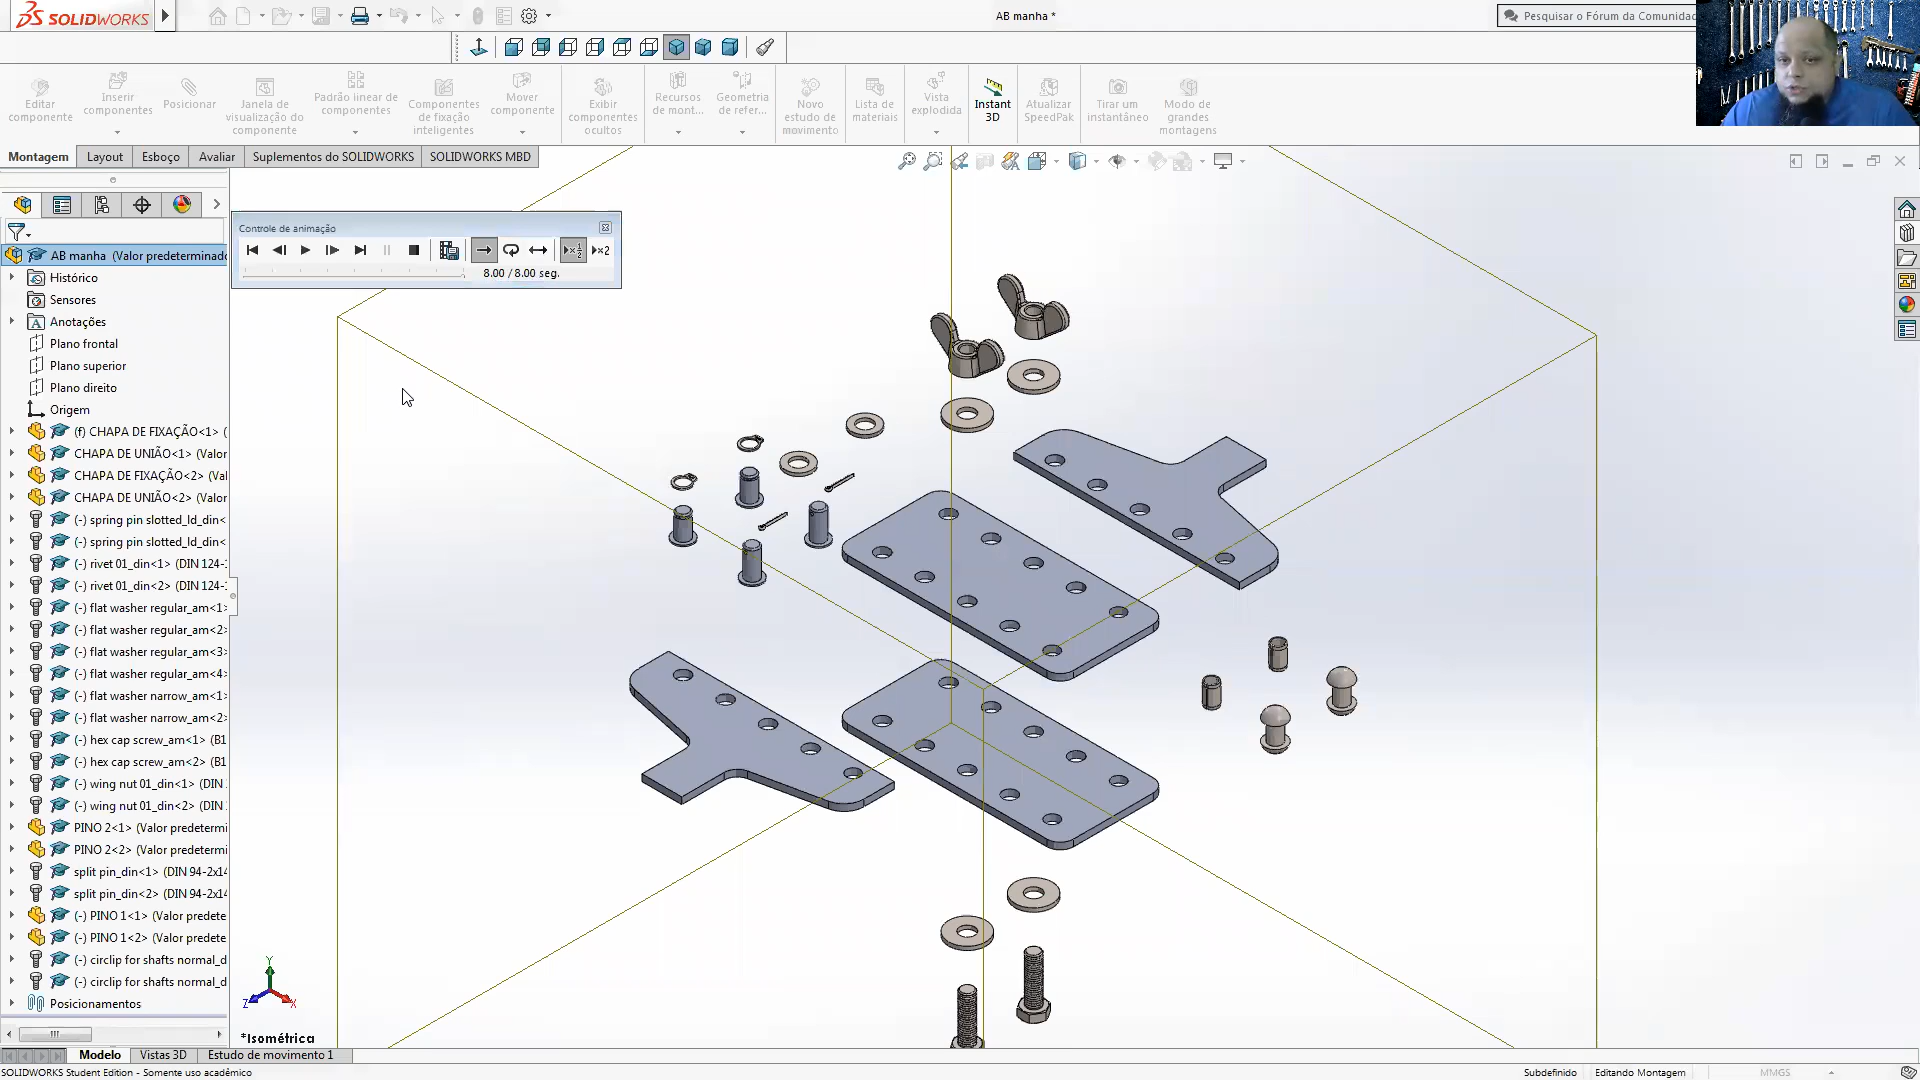 SOLIDWORKS
AB manha *
Pesquisar o Fórum da Comunidad
Editar componente
Inserir componentes
Posicionar
Janela de visualização do componente
Padrão linear de componentes
Componentes de fixação inteligentes
Mover componente
Exibir componentes ocultos
Recursos de mont...
Geometria de refer...
Novo estudo de movimento
Lista de materiais
Vista explodida
Instant 3D
Atualizar SpeedPak
Tirar um instantâneo
Modo de grandes montagens
Montagem
Layout
Esboço
Avaliar
Suplementos do SOLIDWORKS
SOLIDWORKS MBD
Controle de animação
8.00 / 8.00 seg.
AB manha (Valor predeterminado
Histórico
Sensores
Anotações
Plano frontal
Plano superior
Plano direito
Origem
(f) CHAPA DE FIXAÇÃO<1> (
CHAPA DE UNIÃO<1> (Valor
CHAPA DE FIXAÇÃO<2> (Val
CHAPA DE UNIÃO<2> (Valor
(-) spring pin slotted_ld_din<
(-) spring pin slotted_ld_din<
(-) rivet 01_din<1> (DIN 124-
(-) rivet 01_din<2> (DIN 124-
(-) flat washer regular_am<1>
(-) flat washer regular_am<2>
(-) flat washer regular_am<3>
(-) flat washer regular_am<4>
(-) flat washer narrow_am<1>
(-) flat washer narrow_am<2>
(-) hex cap screw_am<1> (B1
(-) hex cap screw_am<2> (B1
(-) wing nut 01_din<1> (DIN
(-) wing nut 01_din<2> (DIN
PINO 2<1> (Valor predetermi
PINO 2<2> (Valor predetermi
split pin_din<1> (DIN 94-2x14
split pin_din<2> (DIN 94-2x14
(-) PINO 1<1> (Valor predete
(-) PINO 1<2> (Valor predete
(-) circlip for shafts normal_d
(-) circlip for shafts normal_d
Posicionamentos
Y
Z
X
*Isométrica
Modelo
Vistas 3D
Estudo de movimento 1
SOLIDWORKS Student Edition - Somente uso acadêmico
Subdefinido
Editando Montagem
MMGS